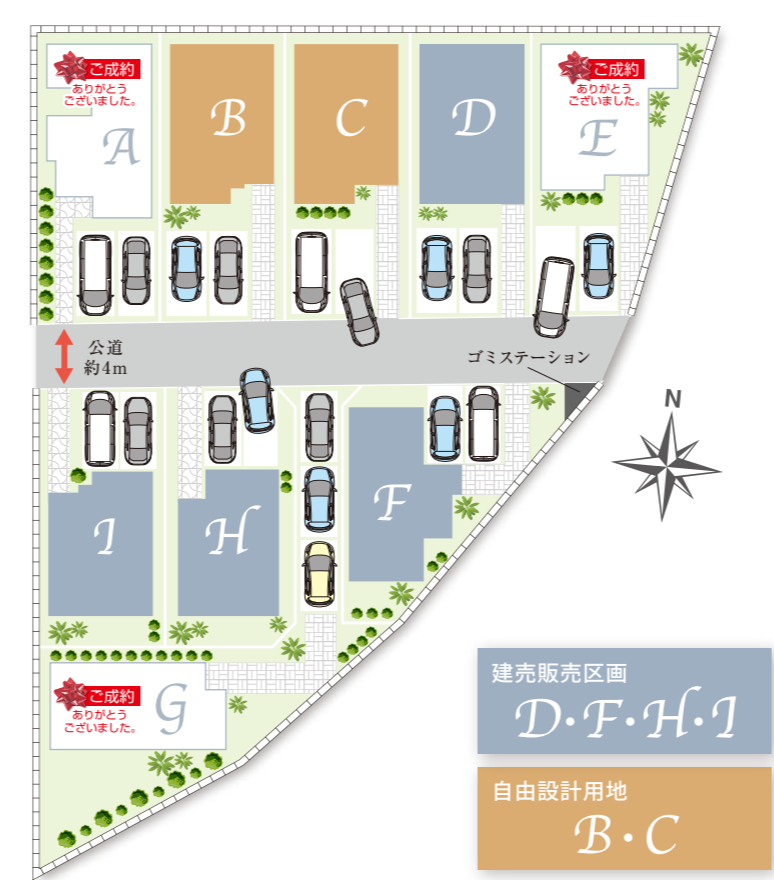 ご成約
ありがとう
ございました。
A
B
C
D
ご成約
ありがとう
ございました。
E
公道
約4m
ゴミステーション
N
I
H
F
ご成約
ありがとう
ございました。
G
建売販売区画
D・F・H・I
自由設計用地
B・C